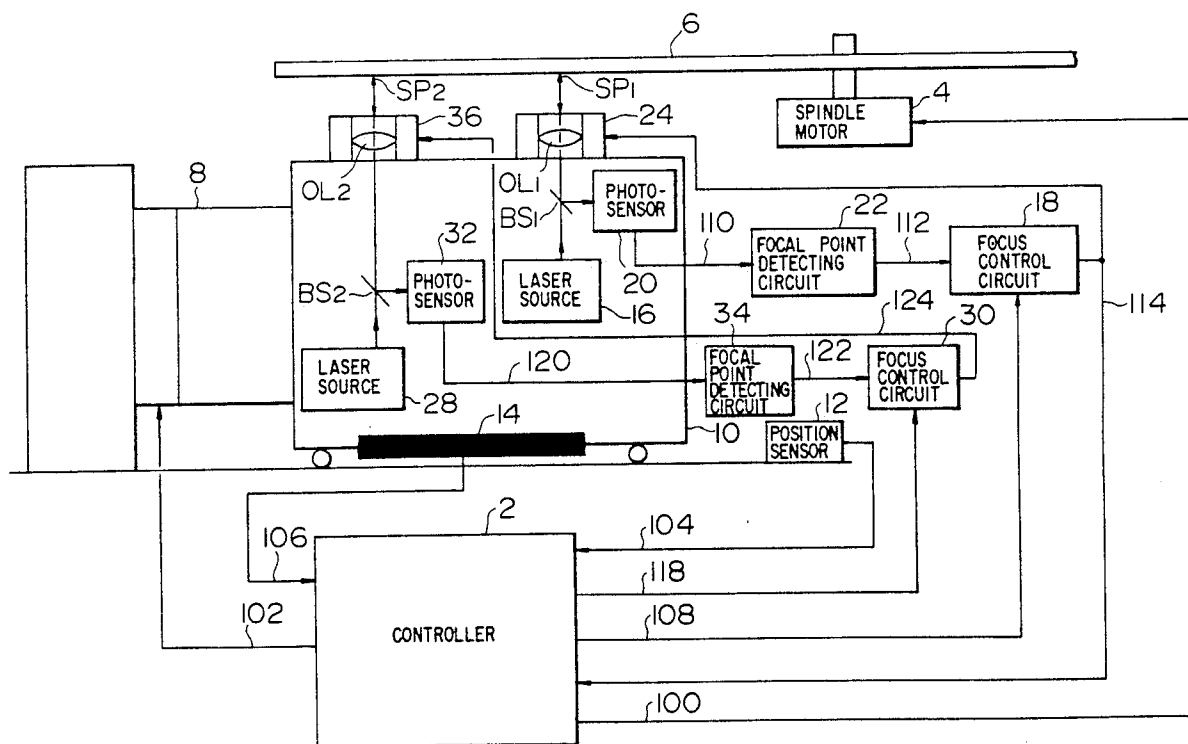 6
SP2
SP1
4
SPINDLE
MOTOR
36
24
8
OL2
OL1
BS1
PHOTO-
SENSOR
20
110
22
FOCAL POINT
DETECTING
CIRCUIT
112
18
FOCUS
CONTROL
CIRCUIT
32
PHOTO-
SENSOR
BS2
LASER
SOURCE
16
124
114
34
30
LASER
SOURCE
28
120
FOCAL
POINT
DETECTING
CIRCUIT
122
FOCUS
CONTROL
CIRCUIT
14
10
12
POSITION
SENSOR
2
106
104
118
102
CONTROLLER
108
100